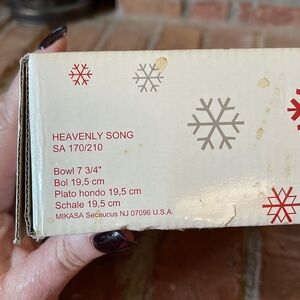 HEAVENLY SONG
SA 170/210
Bowl 7 3/4"
Bol 19,5 cm
Plato hondo 19,5 cm
Schale 19,5 cm
MIKASA Secaucus NJ 07096 U.S.A.